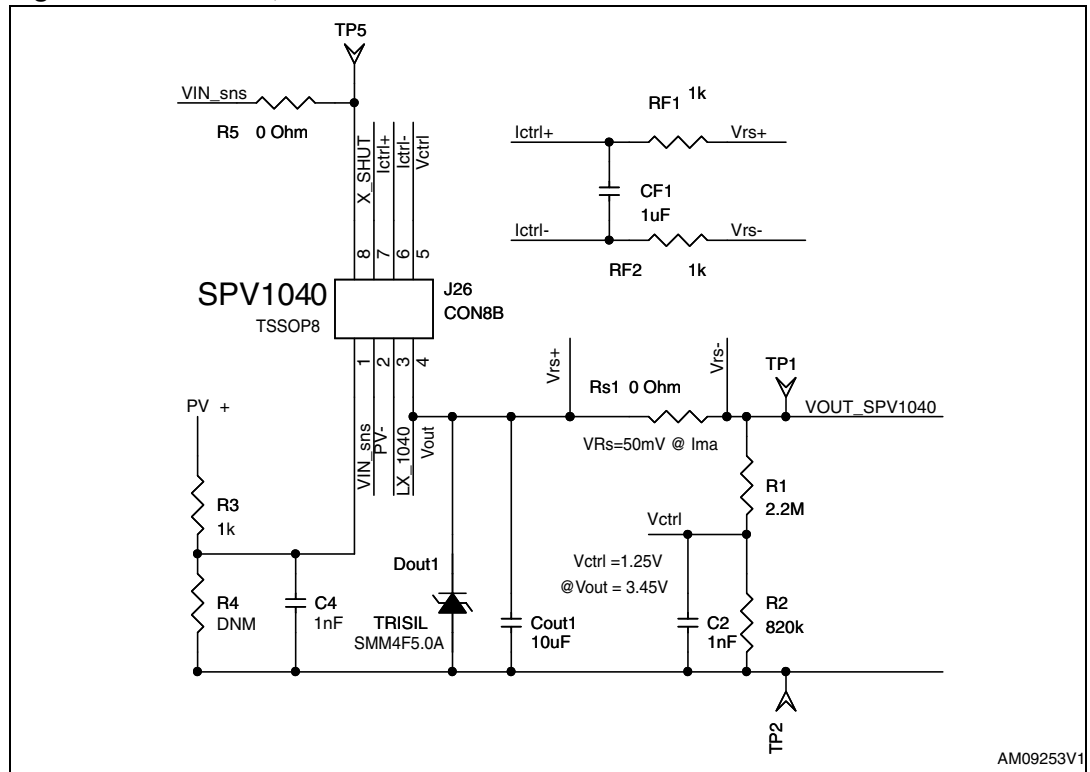 TP5
VIN_sns
R5 0 Ohm
X_SHUT
Ictrl+
Ictrl-
Vctrl
8
7
6
5
RF1 1k
Ictrl+
Vrs+
CF1
1uF
Ictrl-
Vrs-
RF2 1k
SPV1040
TSSOP8
J26
CON8B
1
2
3
4
VIN_sns
PV-
LX_1040
Vout
Vrs+
Rs1 0 Ohm
Vrs-
TP1
VOUT_SPV1040
VRs=50mV @ Ima
PV +
R3
1k
R1
2.2M
Vctrl
Vctrl =1.25V
@Vout = 3.45V
Dout1
R4
DNM
C4
1nF
TRISIL
SMM4F5.0A
Cout1
10uF
C2
1nF
R2
820k
TP2
AM09253V1